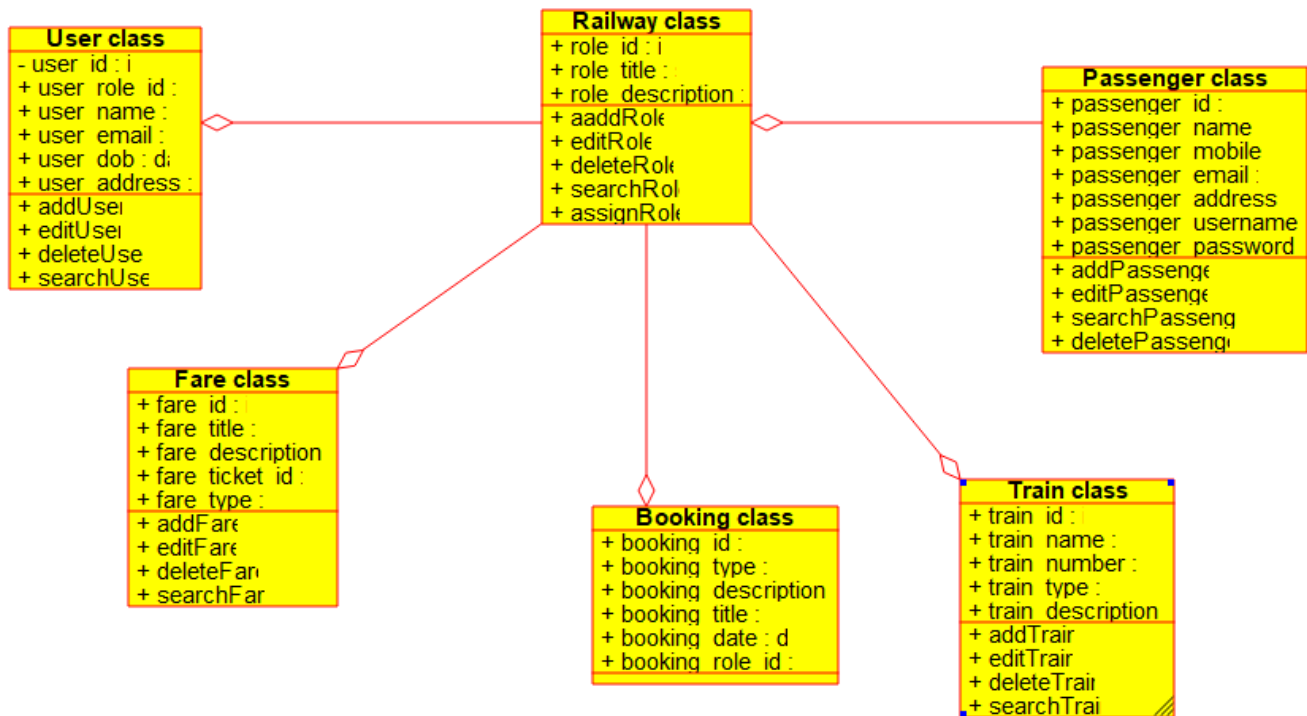 User class
- user_id : i
+ user_role_id :
+ user_name :
+ user_email :
+ user_dob : da
+ user_address :
+ addUser
+ editUser
+ deleteUse
+ searchUse
Railway class
+ role_id : i
+ role_title :
+ role_description :
+ aaddRole
+ editRole
+ deleteRole
+ searchRole
+ assignRole
Passenger class
+ passenger_id :
+ passenger_name
+ passenger_mobile
+ passenger_email :
+ passenger_address
+ passenger_username
+ passenger_password
+ addPassenge
+ editPassenge
+ searchPasseng
+ deletePassenge
Fare class
+ fare_id : i
+ fare_title :
+ fare_description
+ fare_ticket_id :
+ fare_type :
+ addFare
+ editFare
+ deleteFare
+ searchFar
Booking class
+ booking_id :
+ booking_type :
+ booking_description
+ booking_title :
+ booking_date : d
+ booking_role_id :
Train class
+ train_id : i
+ train_name :
+ train_number :
+ train_type :
+ train_description
+ addTrain
+ editTrain
+ deleteTrain
+ searchTrai